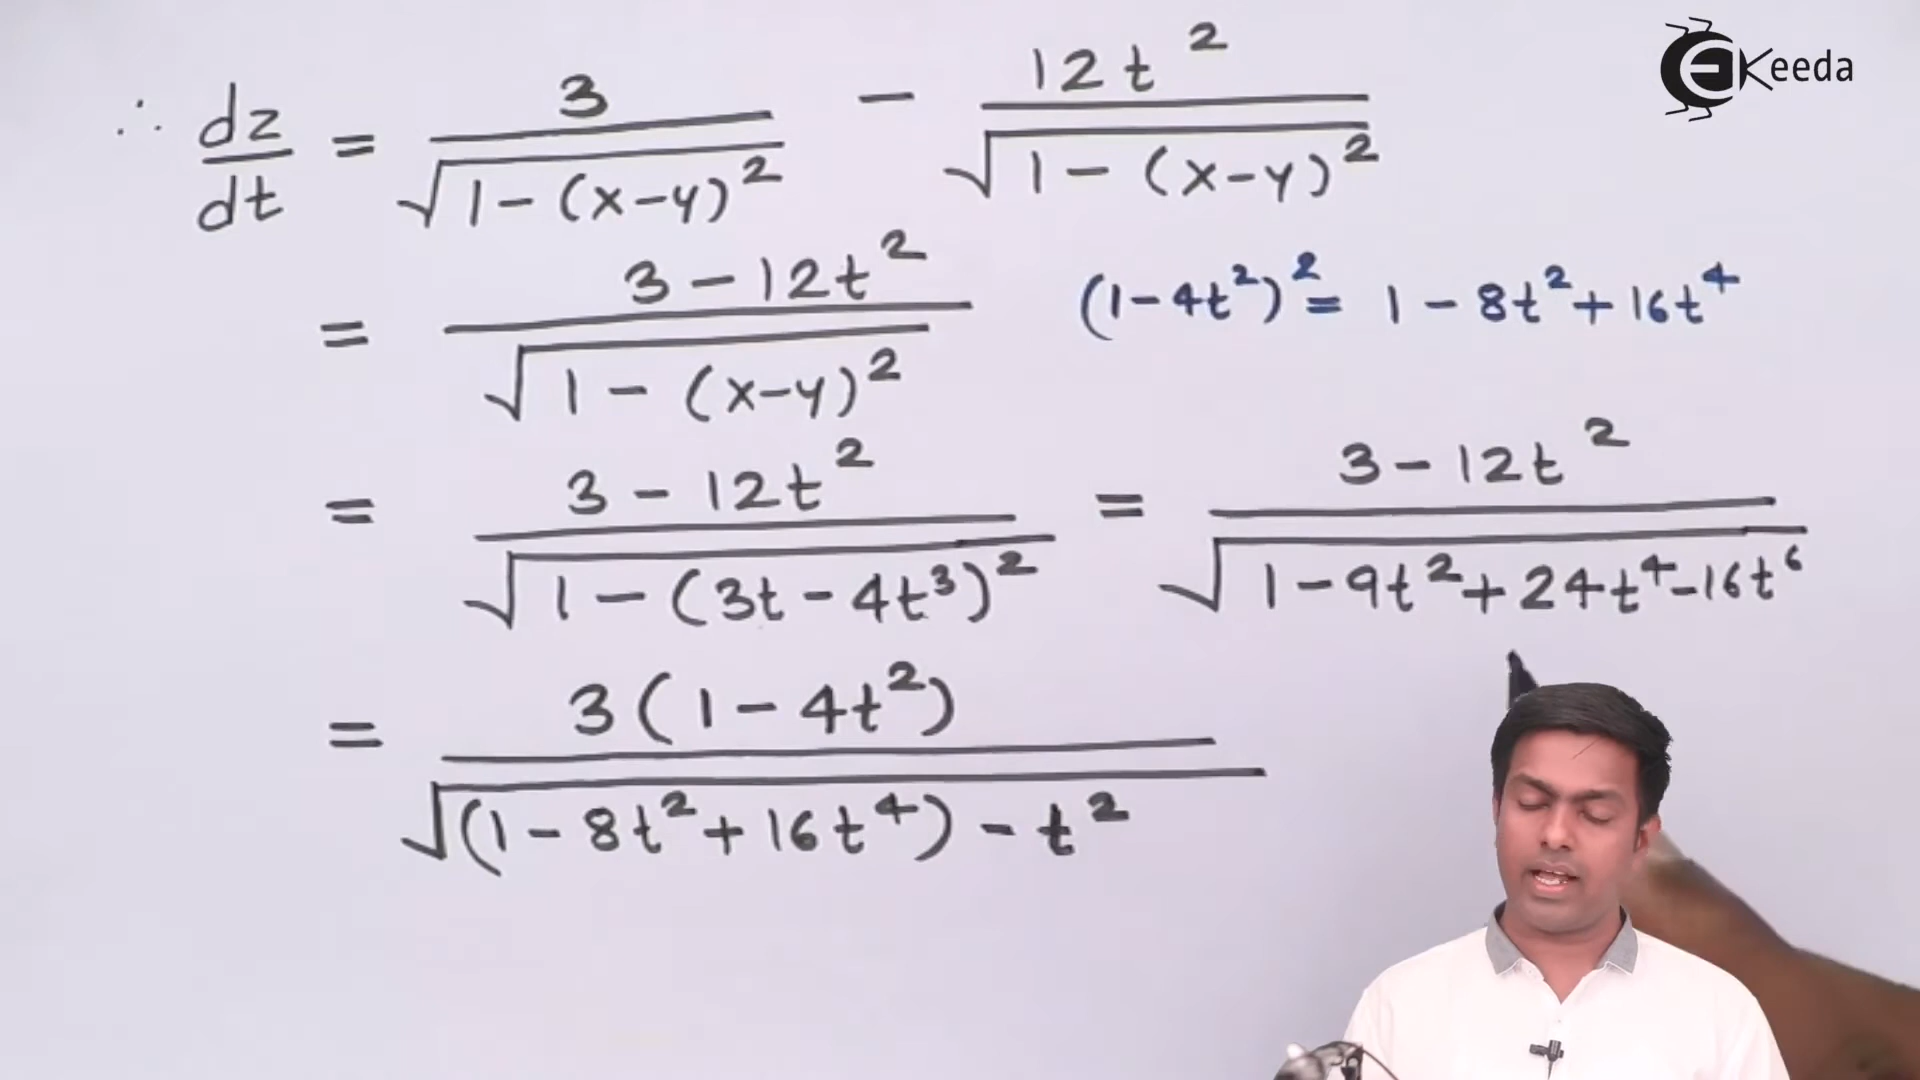 EKeeda
∴ dz/dt = 3/√(1-(x-y)²) - 12t²/√(1-(x-y)²)
= 3-12t²/√(1-(x-y)²)
(1-4t²)² = 1-8t²+16t⁴
= 3-12t²/√(1-(3t-4t³)²) = 3-12t²/√(1-9t²+24t⁴-16t⁶)
= 3(1-4t²)/√((1-8t²+16t⁴)-t²